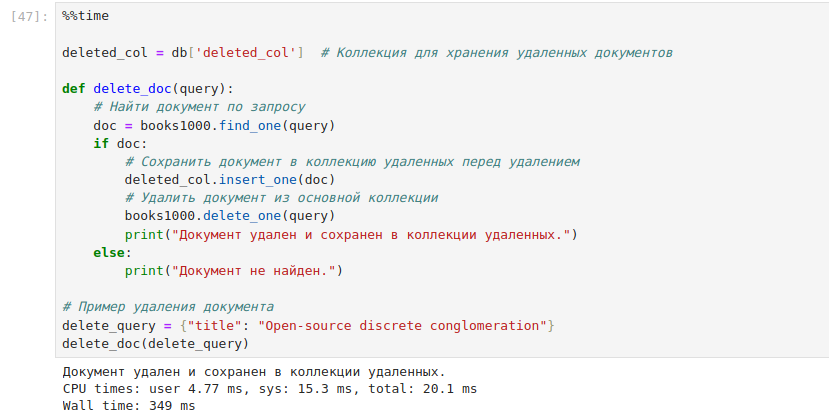 [47]: %%time
deleted_col = db['deleted_col']  # Коллекция для хранения удаленных документов
def delete_doc(query):
    # Найти документ по запросу
    doc = books1000.find_one(query)
    if doc:
        # Сохранить документ в коллекцию удаленных перед удалением
        deleted_col.insert_one(doc)
        # Удалить документ из основной коллекции
        books1000.delete_one(query)
        print("Документ удален и сохранен в коллекции удаленных.")
    else:
        print("Документ не найден.")
# Пример удаления документа
delete_query = {"title": "Open-source discrete conglomeration"}
delete_doc(delete_query)
Документ удален и сохранен в коллекции удаленных.
CPU times: user 4.77 ms, sys: 15.3 ms, total: 20.1 ms
Wall time: 349 ms